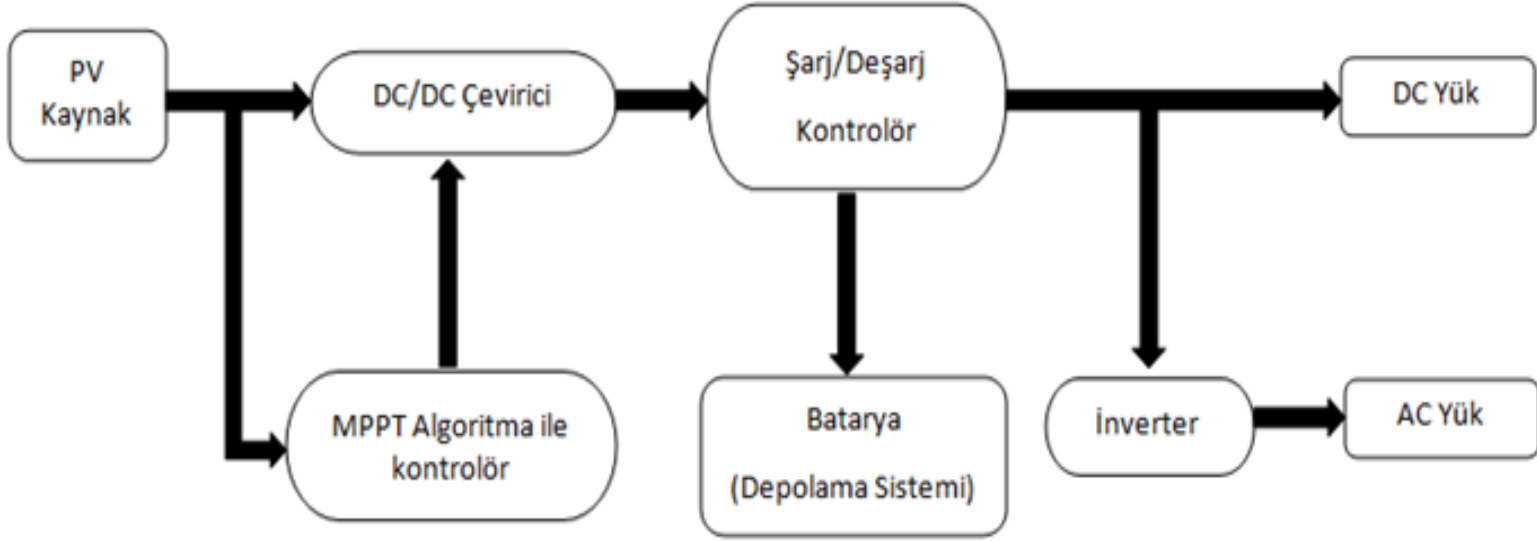 PV
Kaynak
DC/DC Çevirici
Şarj/Deşarj
Kontrolör
DC Yük
MPPT Algoritma ile
kontrolör
Batarya
(Depolama Sistemi)
İnverter
AC Yük